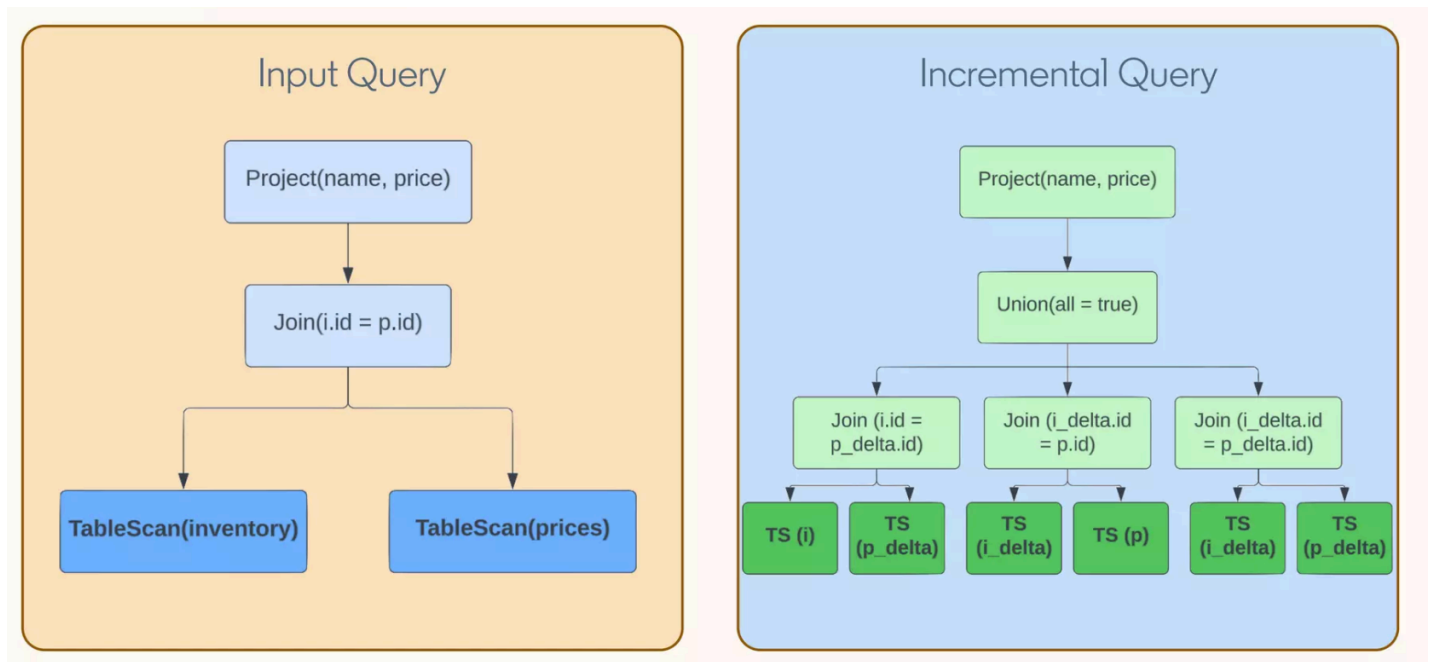 Input Query
Project(name, price)
Join(i.id = p.id)
TableScan(inventory)
TableScan(prices)
Incremental Query
Project(name, price)
Union(all = true)
Join (i.id =
p_delta.id)
Join (i_delta.id
= p.id)
Join (i_delta.id
= p_delta.id)
TS (i)
TS
(p_delta)
TS
(i_delta)
TS (p)
TS
(i_delta)
TS
(p_delta)